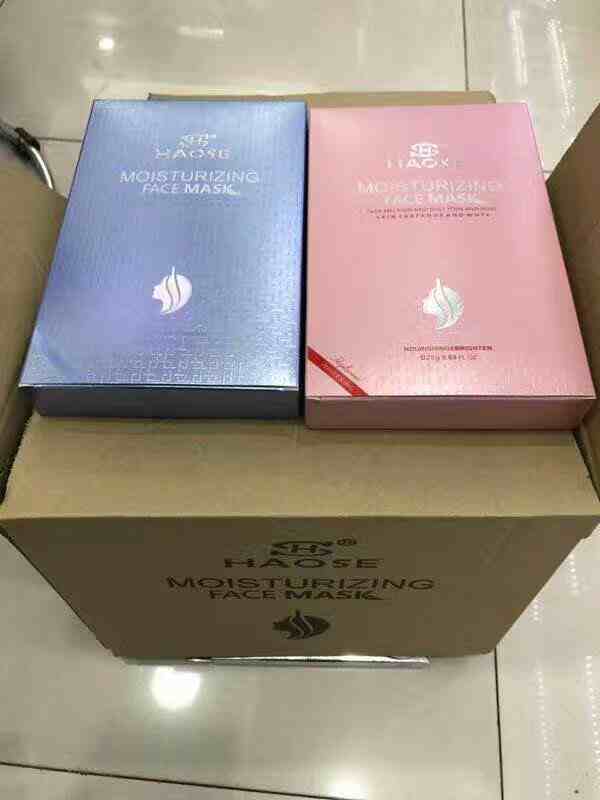 HAOSE
MOISTURIZING
FACE MASK
HAOSE
MOISTURIZING
FACE MASK
NOURISHING&BRIGHTEN
HAOSE
®
MOISTURIZING
FACE MASK